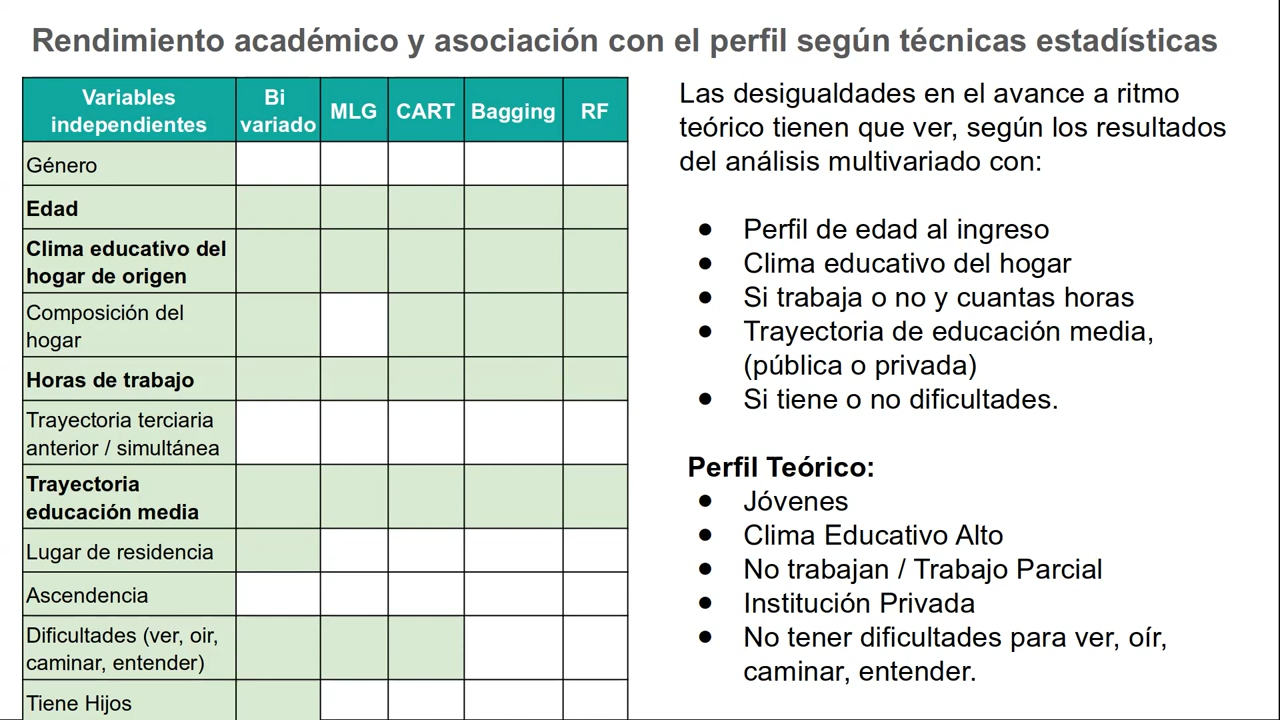 Rendimiento académico y asociación con el perfil según técnicas estadísticas
Variables
independientes
Bi
variado
MLG
CART
Bagging
RF
Género
Edad
Clima educativo del
hogar de origen
Composición del
hogar
Horas de trabajo
Trayectoria terciaria
anterior / simultánea
Trayectoria
educación media
Lugar de residencia
Ascendencia
Dificultades (ver, oir,
caminar, entender)
Tiene Hijos
Las desigualdades en el avance a ritmo
teórico tienen que ver, según los resultados
del análisis multivariado con:
● Perfil de edad al ingreso
● Clima educativo del hogar
● Si trabaja o no y cuantas horas
● Trayectoria de educación media,
(pública o privada)
● Si tiene o no dificultades.
Perfil Teórico:
● Jóvenes
● Clima Educativo Alto
● No trabajan / Trabajo Parcial
● Institución Privada
● No tener dificultades para ver, oír,
caminar, entender.